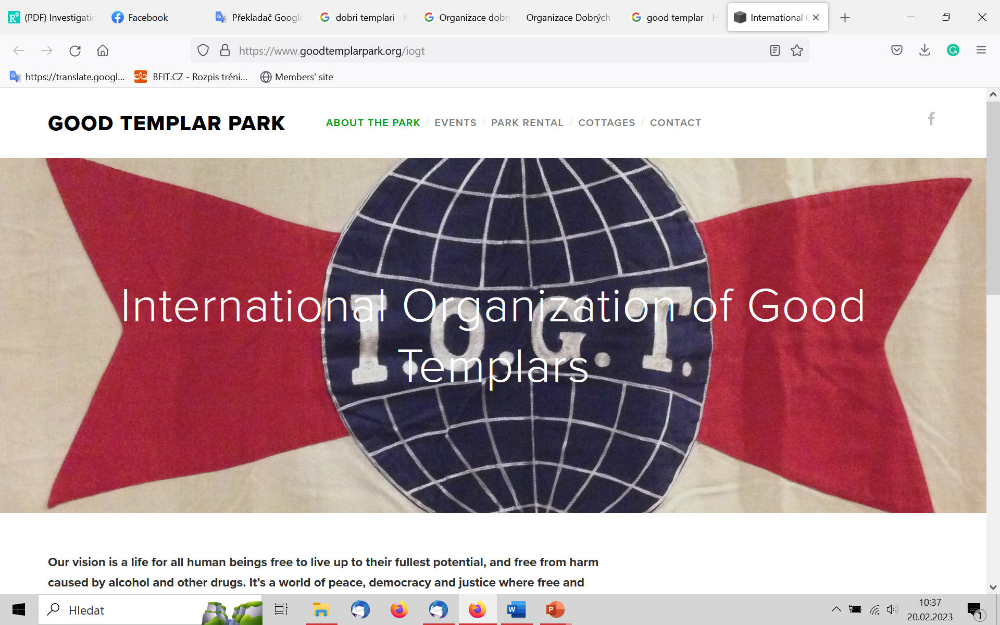 (PDF) Investigatin
Facebook
Překladač Google
dobri templari - H
Organizace dobrý
Organizace Dobrých
good templar - H
International O
https://www.goodtemplarpark.org/iogt
https://translate.googl...
BFIT.CZ - Rozpis tréni...
Members' site
GOOD TEMPLAR PARK
ABOUT THE PARK / EVENTS / PARK RENTAL / COTTAGES / CONTACT
International Organization of Good
Templars
I.O.G.T.
Our vision is a life for all human beings free to live up to their fullest potential, and free from harm
caused by alcohol and other drugs. It's a world of peace, democracy and justice where free and
Hledat
10:37
20.02.2023
1